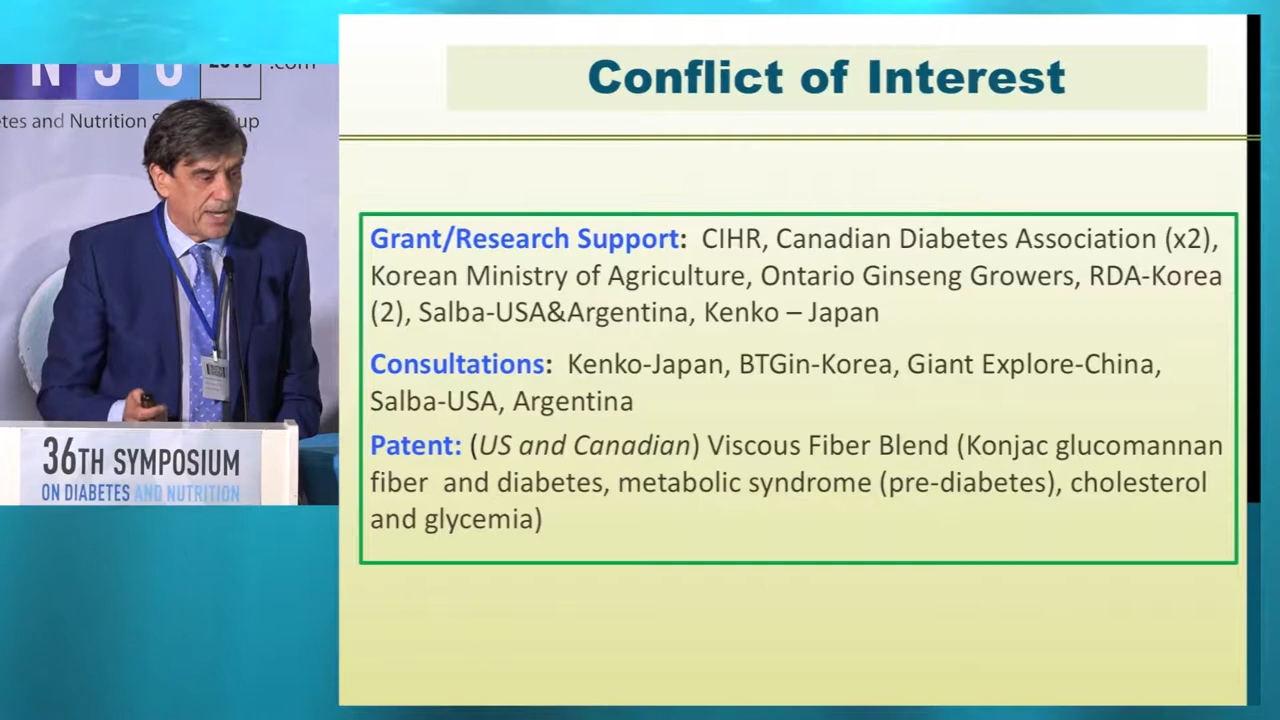 N S G
.com
and Nutrition
up
36TH SYMPOSIUM
ON DIABETES AND NUTRITION
Conflict of Interest
Grant/Research Support: CIHR, Canadian Diabetes Association (x2),
Korean Ministry of Agriculture, Ontario Ginseng Growers, RDA-Korea
(2), Salba-USA&Argentina, Kenko – Japan
Consultations: Kenko-Japan, BTGin-Korea, Giant Explore-China,
Salba-USA, Argentina
Patent: (US and Canadian) Viscous Fiber Blend (Konjac glucomannan
fiber and diabetes, metabolic syndrome (pre-diabetes), cholesterol
and glycemia)